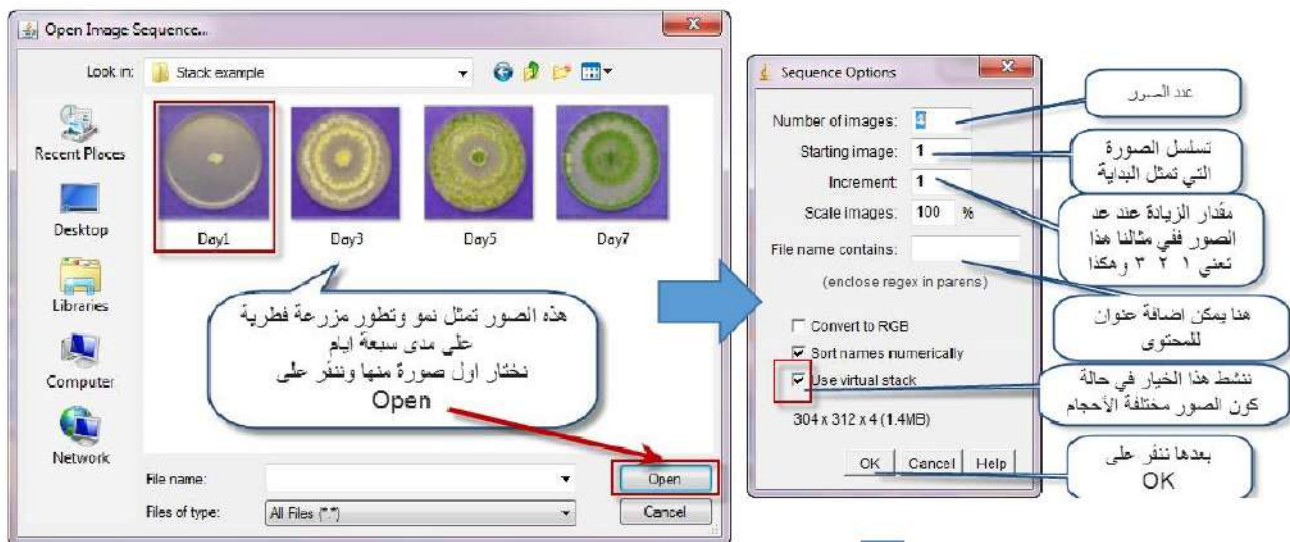 Open Image Sequence...
Look in:
Stack example
Recent Places
Desktop
Libraries
Computer
Network
Day1
Day3
Day5
Day7
هذه الصور تمثل نمو وتطور مزرعة فطرية
على مدى سبعة ايام
نختار اول صورة منها وننقر على
Open
File name:
Open
Files of type:
All Files (*.*)
Cancel
Sequence Options
Number of images: 4
Starting image: 1
Increment: 1
Scale images: 100 %
File name contains:
(enclose regex in parens)
Convert to RGB
Sort names numerically
Use virtual stack
304 x 312 x 4 (1.4MB)
OK
Cancel
Help
عدد الصور
تسلسل الصورة
التي تمثل البداية
مقدار الزيادة عند عد
الصور ففي مثالنا هذا
تعني ١ ٢ ٣ وهكذا
هنا يمكن اضافة عنوان
للمحتوى
ننشط هذا الخيار في حالة
كون الصور مختلفة الأحجام
بعدها ننقر على
OK